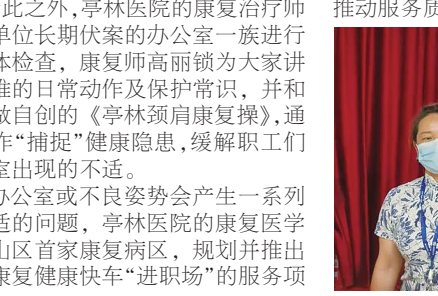 此之外,亭林医院的康复治疗师
单位长期伏案的办公室一族进行
体检查，康复师高丽锁为大家讲
椎的日常动作及保护常识，并和
做自创的《亭林颈肩康复操》,通
作“捕捉”健康隐患,缓解职工们
室出现的不适。
办公室或不良姿势会产生一系列
适的问题，亭林医院的康复医学
山区首家康复病区，规划并推出
康复健康快车“进职场”的服务项
推动服务质